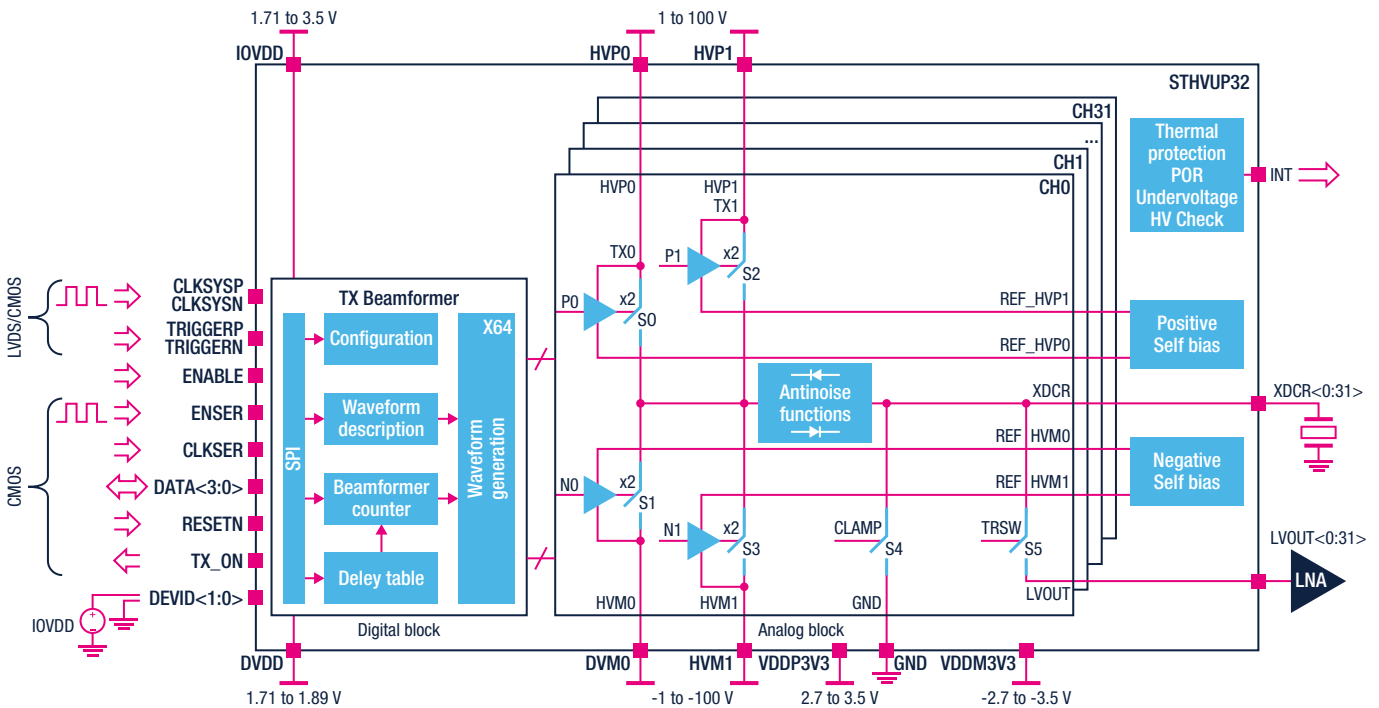 1.71 to 3.5 V
1 to 100 V
IOVDD
HVP0
HVP1
STHVUP32
CH31
...
CH1
CH0
Thermal
protection
POR
Undervoltage
HV Check
INT
HVP0
HVP1
TX1
TX0
P1
x2
S2
P0
x2
S0
REF_HVP1
REF_HVP0
Positive
Self bias
LVDS/CMOS
CLKSYSP
CLKSYSN
TRIGGERP
TRIGGERN
ENABLE
CMOS
ENSER
CLKSER
DATA<3:0>
RESETN
TX_ON
DEVID<1:0>
IOVDD
TX Beamformer
SPI
Configuration
Waveform
description
Beamformer
counter
Deley table
X64
Waveform
generation
Digital block
Antinoise
functions
XDCR
XDCR<0:31>
REF HVM0
REF HVM1
Negative
Self bias
N0
x2
S1
N1
x2
S3
CLAMP
S4
TRSW
S5
LVOUT
LVOUT<0:31>
LNA
HVM0
HVM1
GND
Analog block
DVDD
DVM0
HVM1
VDDP3V3
GND
VDDM3V3
1.71 to 1.89 V
-1 to -100 V
2.7 to 3.5 V
-2.7 to -3.5 V